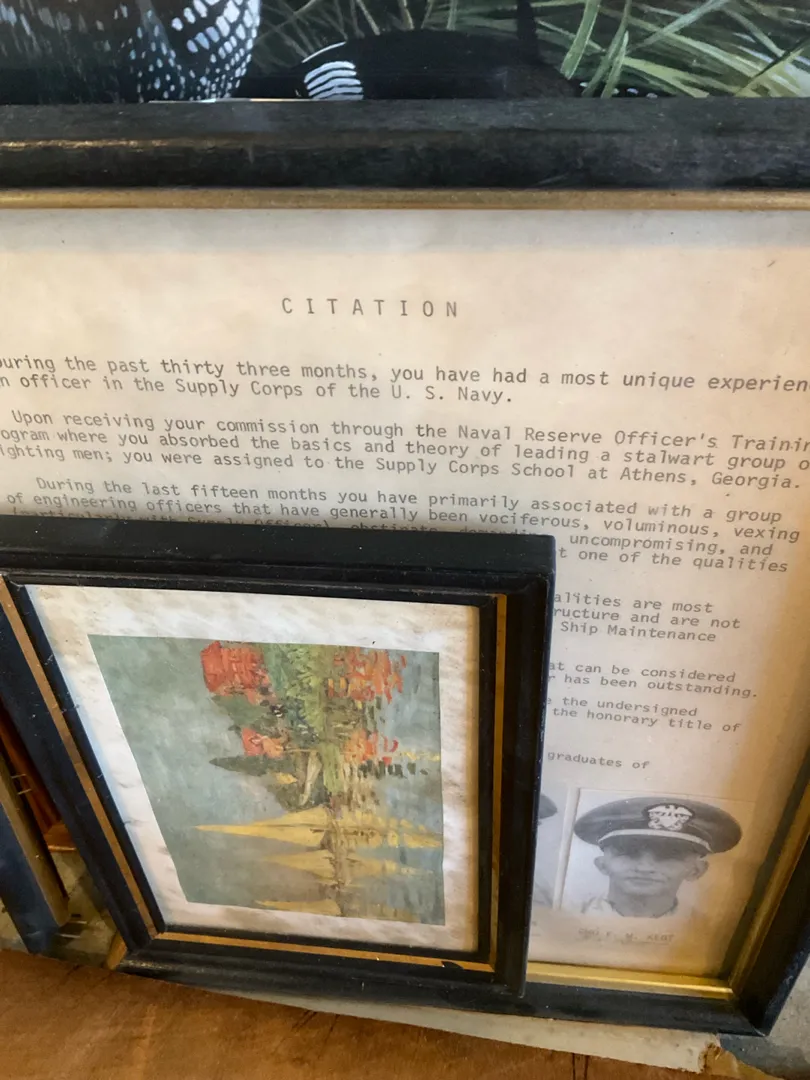 CITATION
uring the past thirty three months, you have had a most unique experien
n officer in the Supply Corps of the U. S. Navy.
Upon receiving your commission through the Naval Reserve Officer's Trainin
ogram where you absorbed the basics and theory of leading a stalwart group o
ighting men; you were assigned to the Supply Corps School at Athens, Georgia.
During the last fifteen months you have primarily associated with a group
of engineering officers that have generally been vociferous, voluminous, vexing
uncompromising, and
t one of the qualities
alities are most
ructure and are not
Ship Maintenance
at can be considered
r has been outstanding.
the undersigned
the honorary title of
graduates of